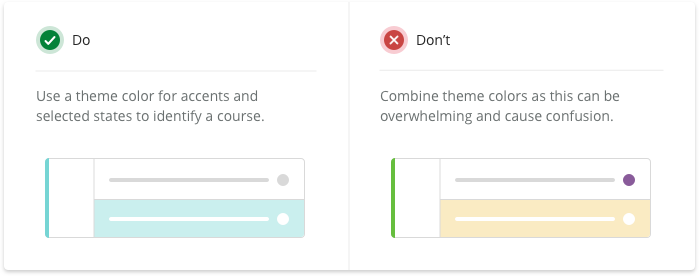 Do
Use a theme color for accents and
selected states to identify a course.
Don’t
Combine theme colors as this can be
overwhelming and cause confusion.